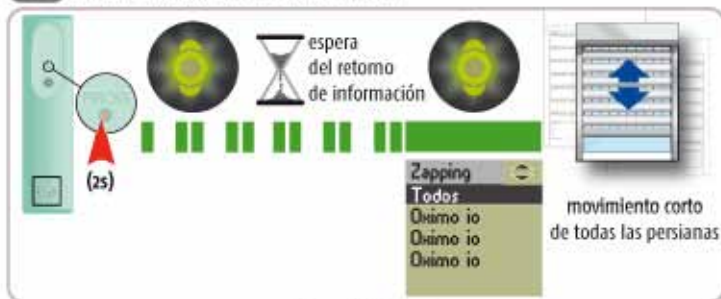 espera
del retorno
de información
(2s)
Zapping
Todos
Oximo io
Oximo io
Oximo io
movimiento corto
de todas las persianas